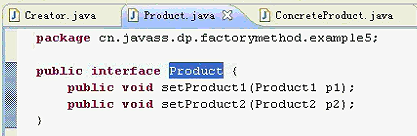 Creator.java Product.java ConcreteProduct.java
package cn.javass.dp.factorymethod.example5;
public interface Product {
public void setProduct1(Product1 p1);
public void setProduct2(Product2 p2);
}